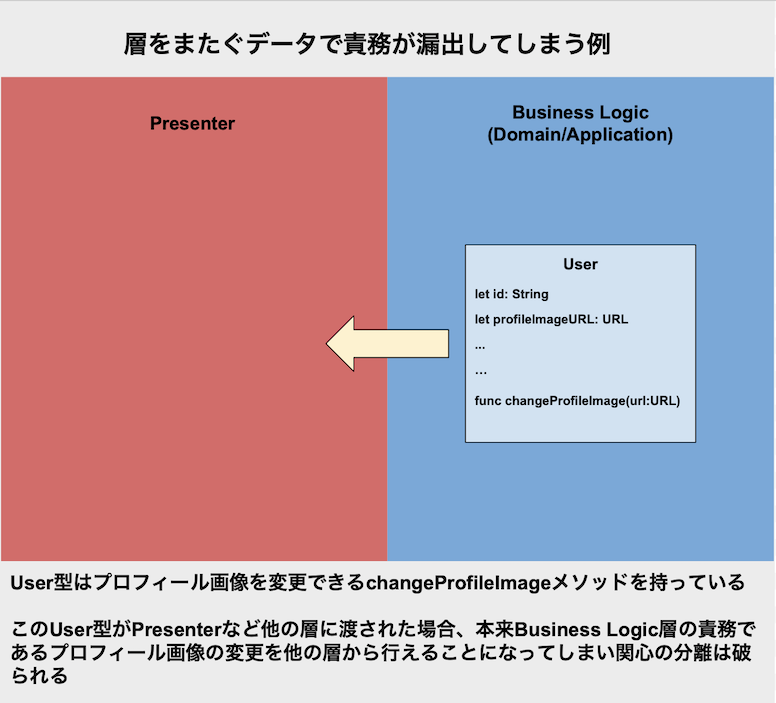 層をまたぐデータで責務が漏出してしまう例
Presenter
Business Logic
(Domain/Application)
User
let id: String
let profileImageURL: URL
...
…
func changeProfileImage(url:URL)
User型はプロフィール画像を変更できるchangeProfileImageメソッドを持っている
このUser型がPresenterなど他の層に渡された場合、本来Business Logic層の責務で
あるプロフィール画像の変更を他の層から行えることになってしまい関心の分離は破
られる